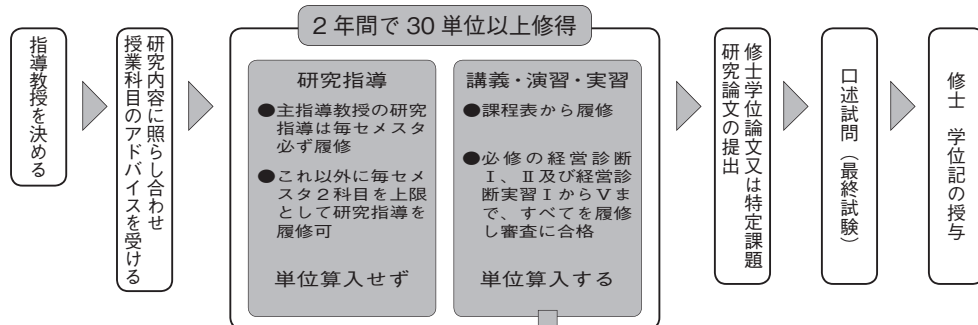 指導教授を決める
研究内容に照らし合わせ
授業科目のアドバイスを受ける
2年間で30単位以上修得
研究指導
●主指導教授の研究
指導は毎セメスタ
必ず履修
●これ以外に毎セメ
スタ2科目を上限
として研究指導を
履修可
単位算入せず
講義・演習・実習
●課程表から履修
●必修の経営診断
Ⅰ、Ⅱ及び経営診
断実習ⅠからⅤま
で、すべてを履修
し審査に合格
単位算入する
修士学位論文又は特定課題
研究論文の提出
口述試問（最終試験）
修士 学位記の授与